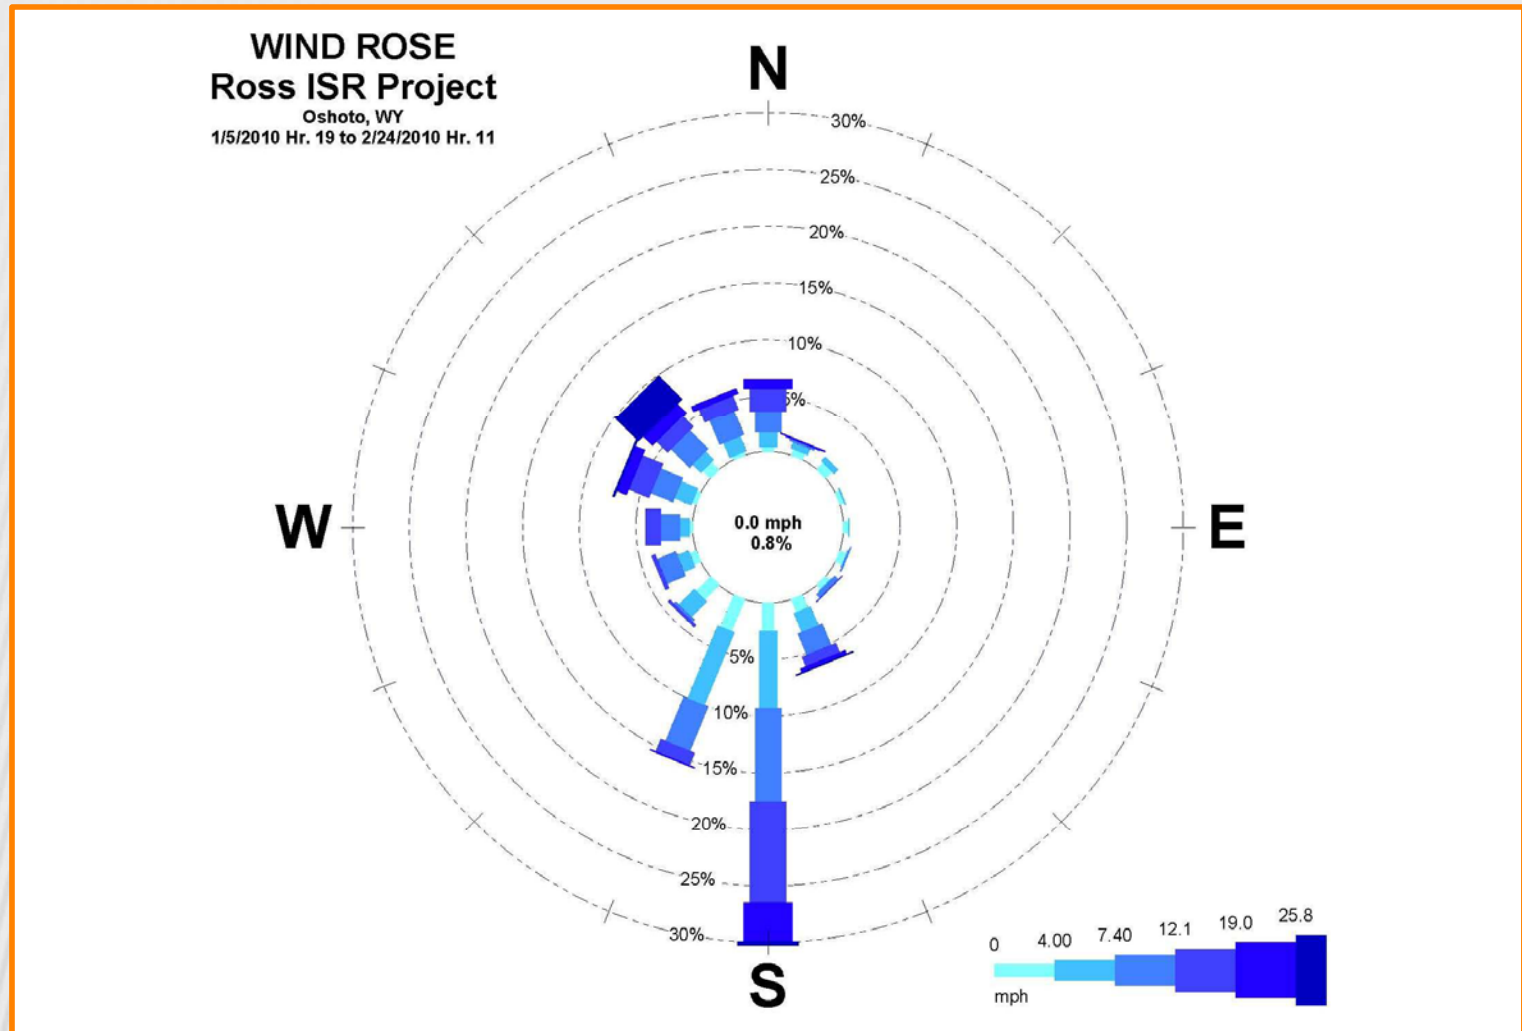 WIND ROSE
Ross ISR Project
Oshoto, WY
1/5/2010 Hr. 19 to 2/24/2010 Hr. 11
N
30%
25%
20%
15%
10%
5%
W
0.0 mph
0.8%
E
5%
10%
15%
20%
25%
30%
S
0 4.00 7.40 12.1 19.0 25.8
mph